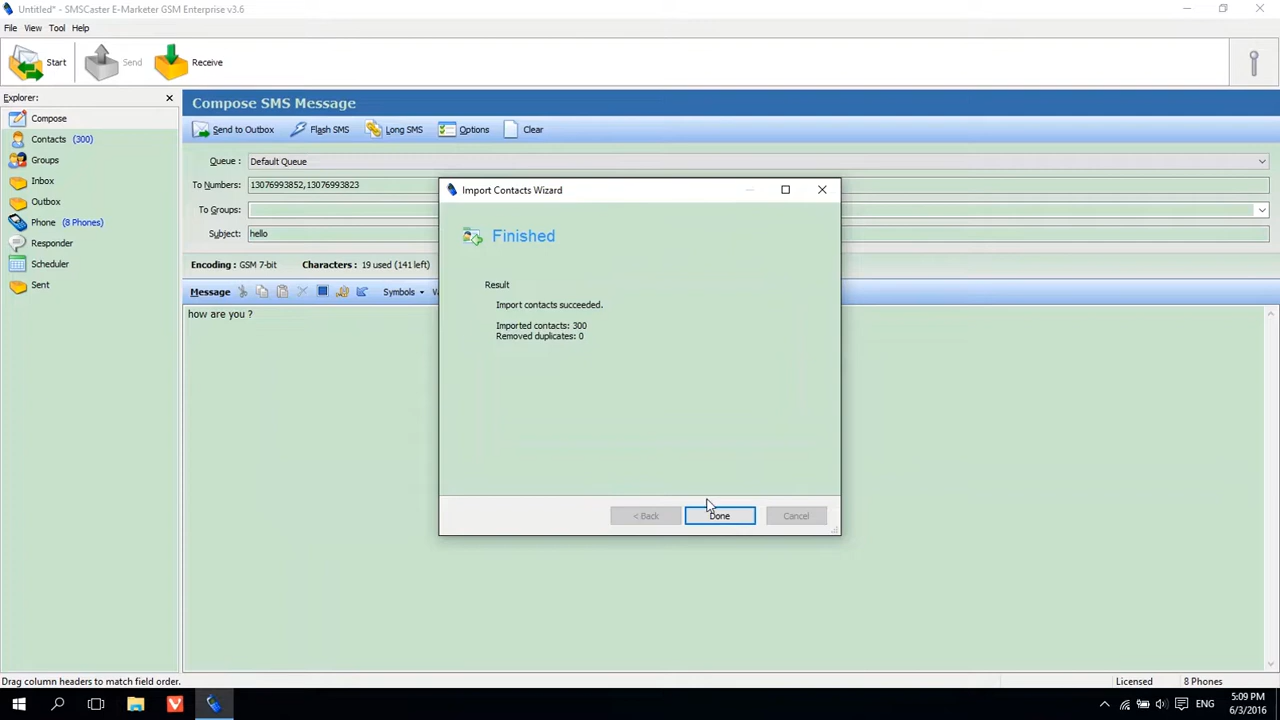 Untitled* - SMSCaster E-Marketer GSM Enterprise v3.6
File View Tool Help
Start Send Receive
Explorer:
Compose
Contacts (300)
Groups
Inbox
Outbox
Phone (8 Phones)
Responder
Scheduler
Sent
Compose SMS Message
Send to Outbox Flash SMS Long SMS Options Clear
Queue : Default Queue
To Numbers: 13076993852,13076993823
To Groups:
Subject: hello
Encoding : GSM 7-bit Characters : 19 used (141 left)
Message Symbols
how are you ?
Import Contacts Wizard
Finished
Result
Import contacts succeeded.
Imported contacts: 300
Removed duplicates: 0
< Back Done Cancel
Drag column headers to match field order. Licensed 8 Phones
ENG 5:09 PM
6/3/2016